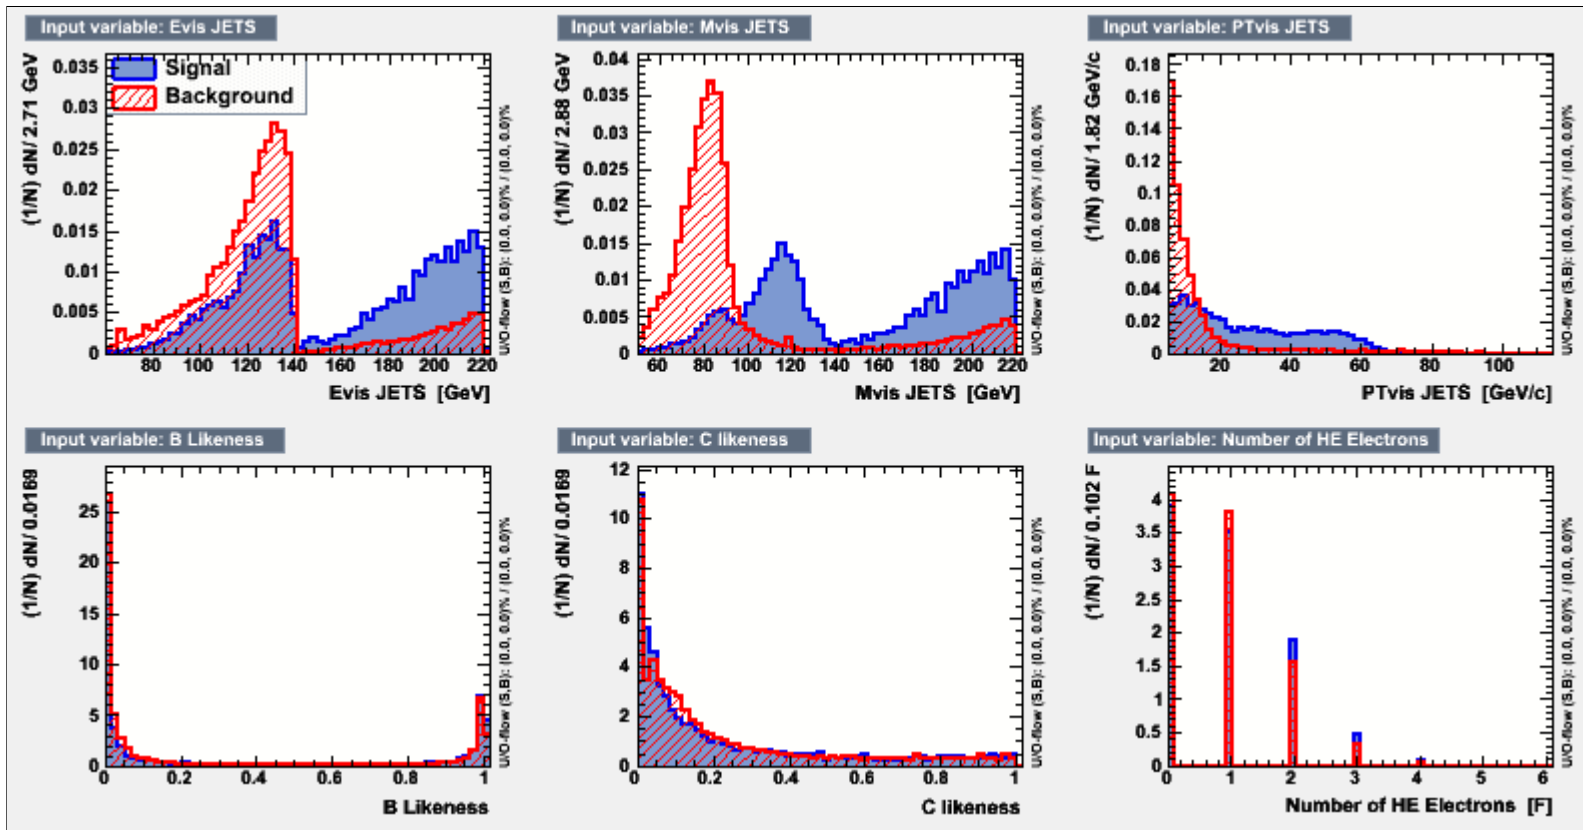 Input variable: Evis JETS
(1/N) dN/ 2.71 GeV
0.035
0.03
0.025
0.02
0.015
0.01
0.005
0
Signal
Background
80 100 120 140 160 180 200 220
Evis JETS [GeV]
U/O-flow (S,B): (0.0, 0.0)% / (0.0, 0.0)%
Input variable: Mvis JETS
(1/N) dN/ 2.88 GeV
0.04
0.035
0.03
0.025
0.02
0.015
0.01
0.005
0
60 80 100 120 140 160 180 200 220
Mvis JETS [GeV]
U/O-flow (S,B): (0.0, 0.0)% / (0.0, 0.0)%
Input variable: PTvis JETS
(1/N) dN/ 1.82 GeV/c
0.18
0.16
0.14
0.12
0.1
0.08
0.06
0.04
0.02
0
20 40 60 80 100
PTvis JETS [GeV/c]
U/O-flow (S,B): (0.0, 0.0)% / (0.0, 0.0)%
Input variable: B Likeness
(1/N) dN/ 0.0169
25
20
15
10
5
0
0 0.2 0.4 0.6 0.8 1
B Likeness
U/O-flow (S,B): (0.0, 0.0)% / (0.0, 0.0)%
Input variable: C likeness
(1/N) dN/ 0.0169
12
10
8
6
4
2
0
0 0.2 0.4 0.6 0.8 1
C likeness
U/O-flow (S,B): (0.0, 0.0)% / (0.0, 0.0)%
Input variable: Number of HE Electrons
(1/N) dN/ 0.102 F
4
3.5
3
2.5
2
1.5
1
0.5
0
0 1 2 3 4 5 6
Number of HE Electrons [F]
U/O-flow (S,B): (0.0, 0.0)% / (0.0, 0.0)%